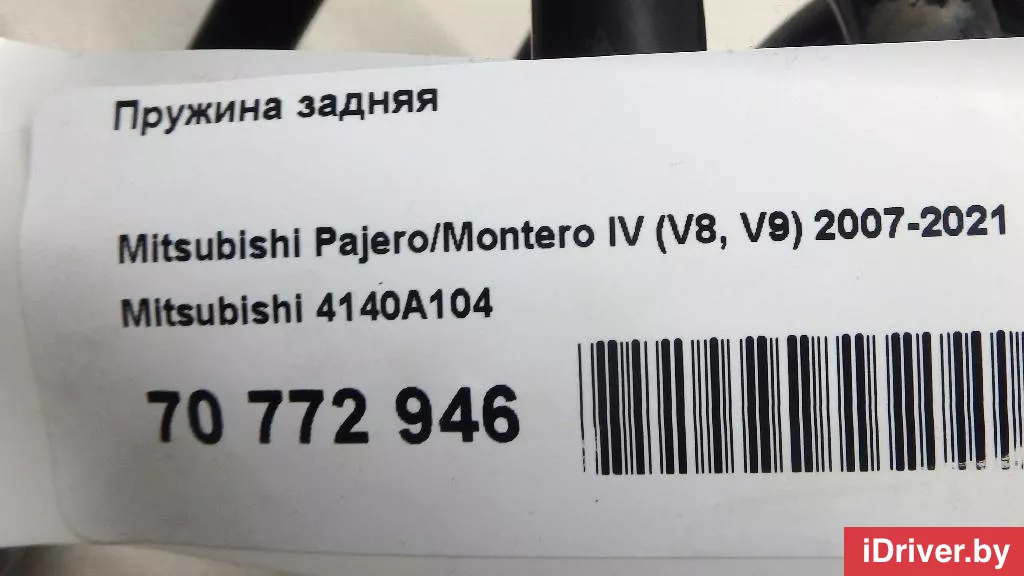 Пружина задняя
Mitsubishi Pajero/Montero IV (V8, V9) 2007-2021
Mitsubishi 4140A104
70 772 946
iDriver.by